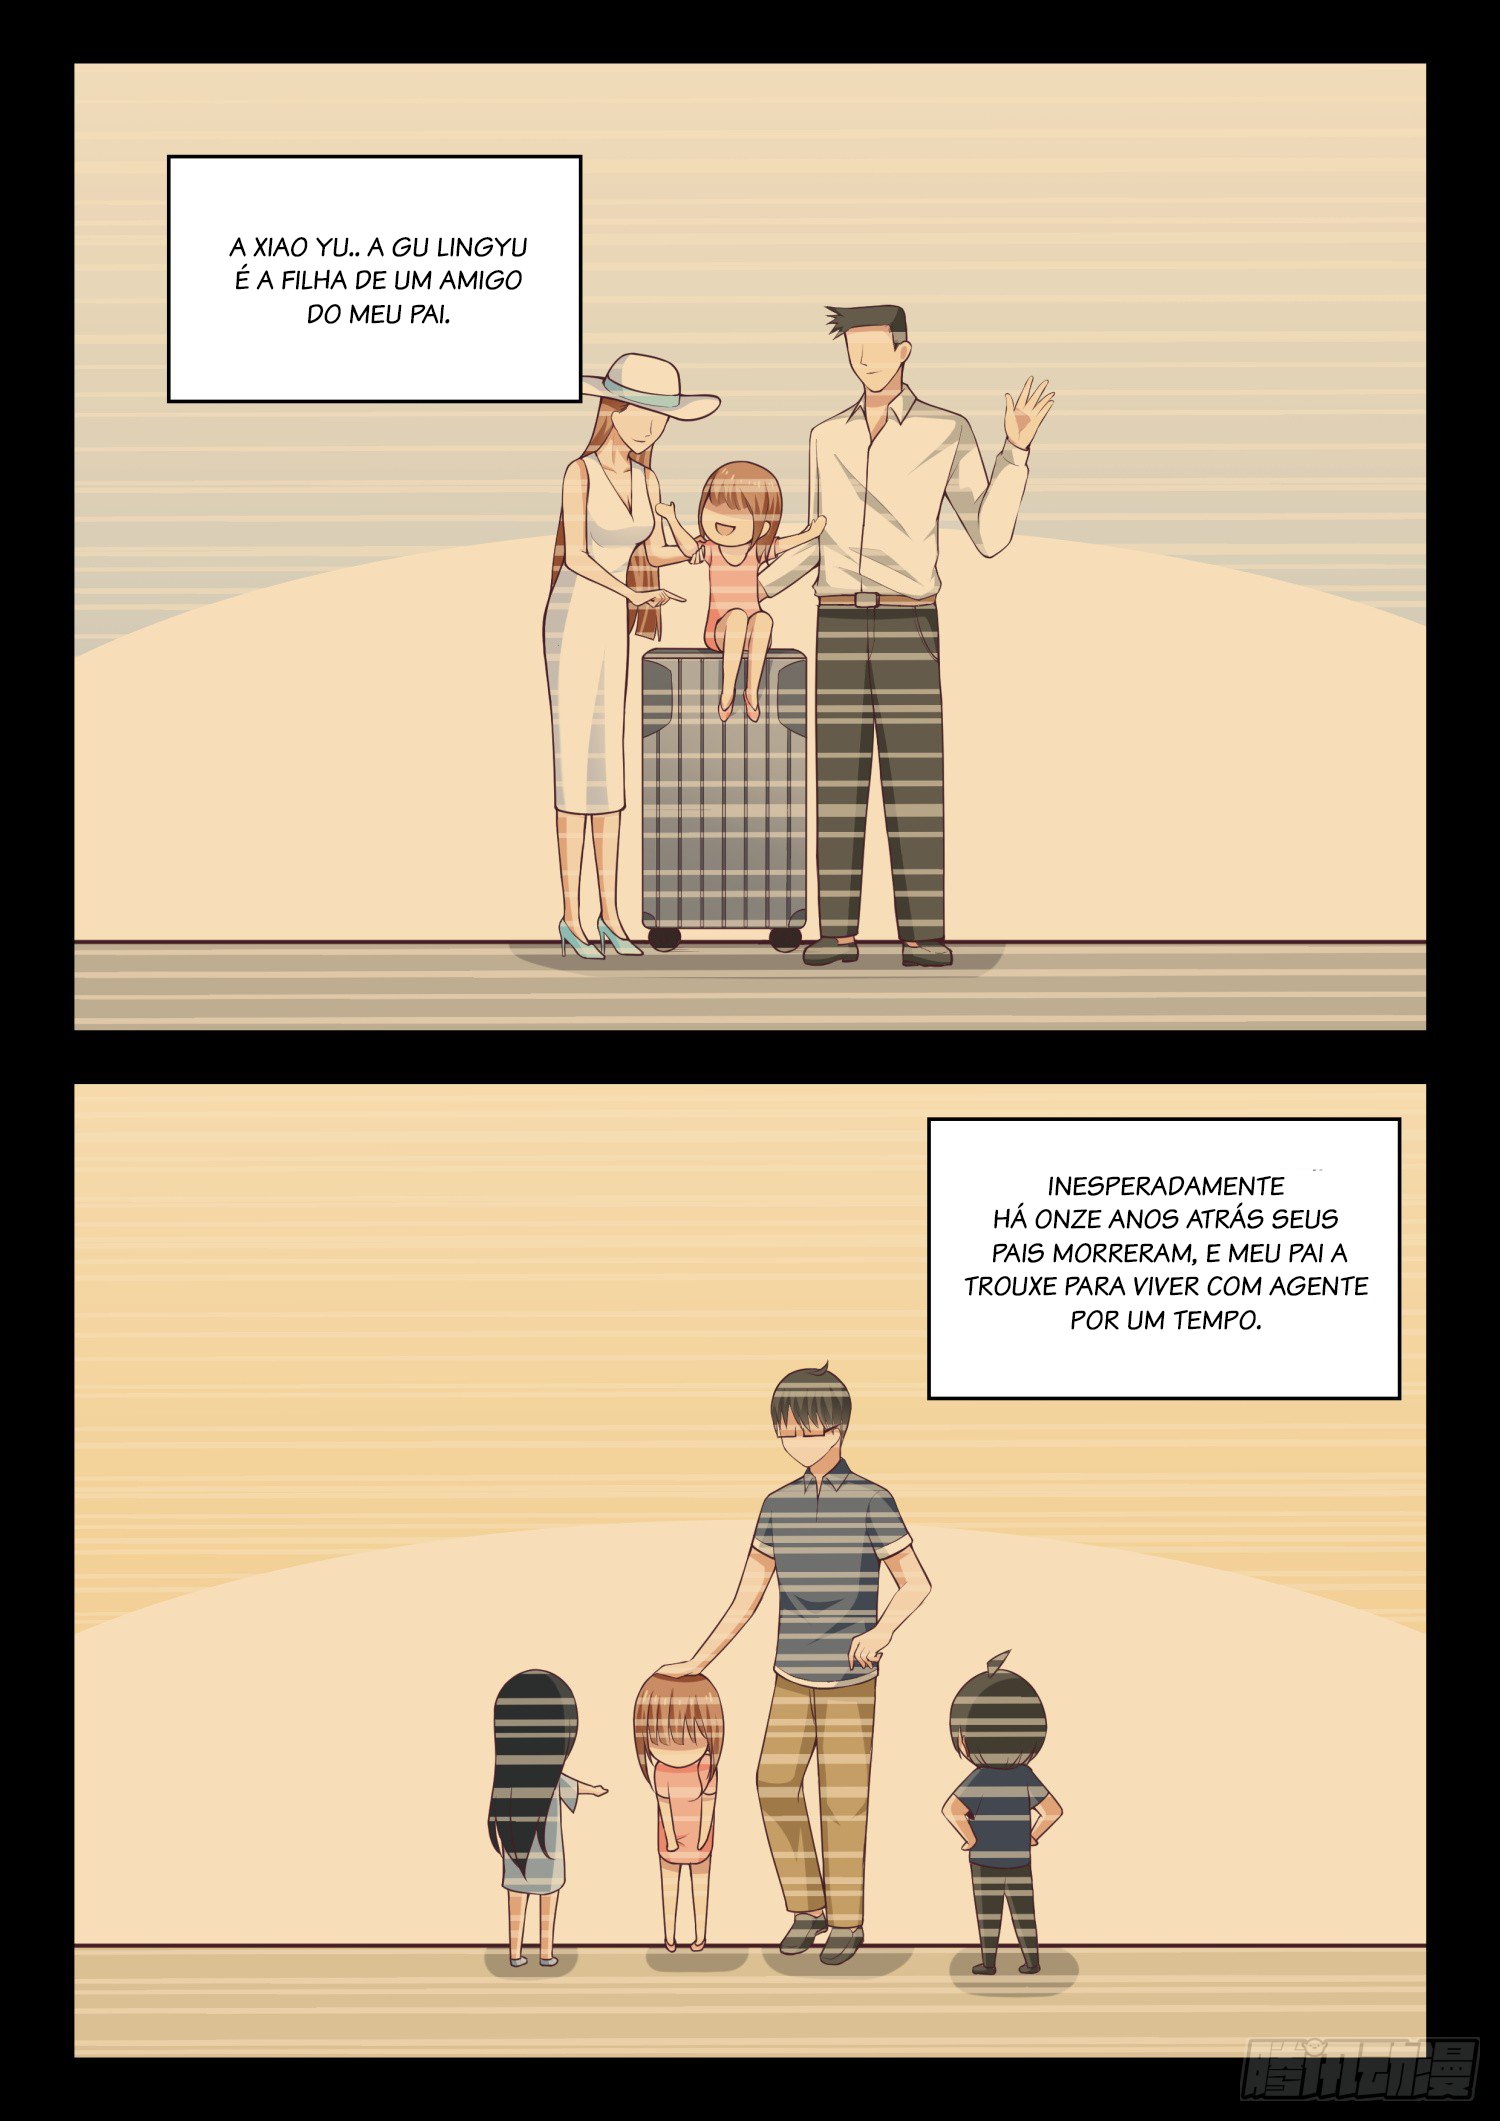 A XIAO YU.. A GU LINGYU
É A FILHA DE UM AMIGO
DO MEU PAI.
INESPERADAMENTE
HÁ ONZE ANOS ATRÁS SEUS
PAIS MORRERAM, E MEU PAI A
TROUXE PARA VIVER COM AGENTE
POR UM TEMPO.
腾讯动漫